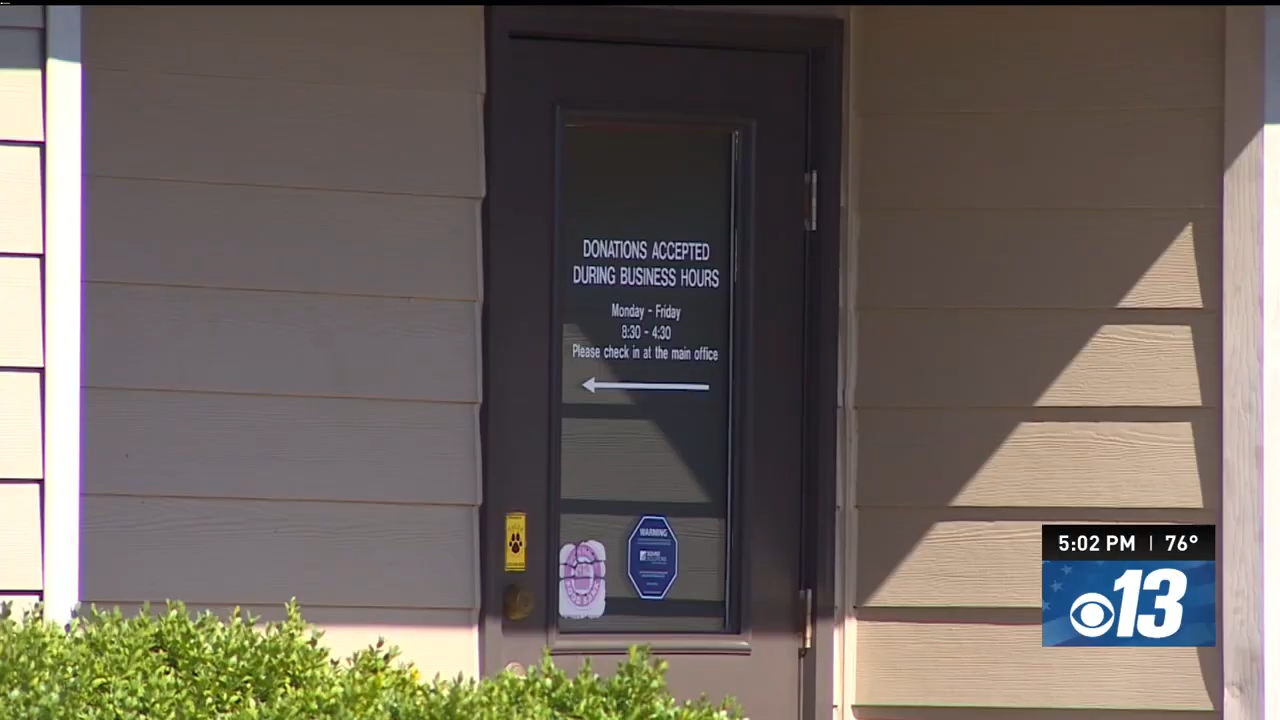 DONATIONS ACCEPTED
DURING BUSINESS HOURS
Monday - Friday
8:30 - 4:30
Please check in at the main office
WARNING
5:02 PM | 76°
13